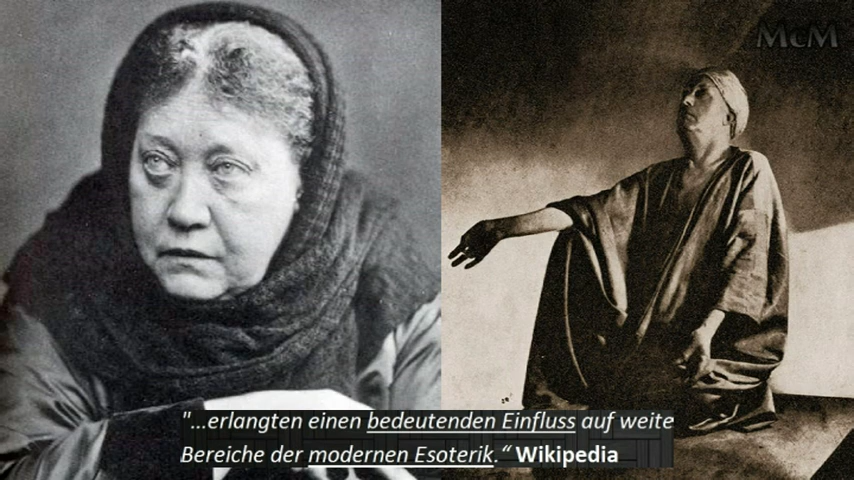 McM
"...erlangten einen bedeutenden Einfluss auf weite
Bereiche der modernen Esoterik.“ Wikipedia